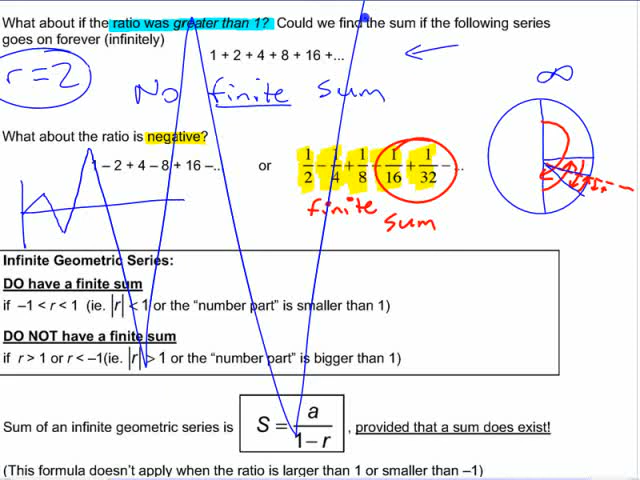 What about if the ratio was greater than 1? Could we find the sum if the following series
goes on forever (infinitely)
1 + 2 + 4 + 8 + 16 +...
r = 2
∞
No finite sum
What about the ratio is negative?
1 – 2 + 4 – 8 + 16 –... or 1/2 – 1/4 + 1/8 – 1/16 + 1/32 – ...
finite sum
Infinite Geometric Series:
DO have a finite sum
if –1 < r < 1 (ie. |r| < 1 or the "number part" is smaller than 1)
DO NOT have a finite sum
if r > 1 or r < –1(ie. |r| > 1 or the "number part" is bigger than 1)
Sum of an infinite geometric series is S = a/(1 – r) , provided that a sum does exist!
(This formula doesn't apply when the ratio is larger than 1 or smaller than –1)